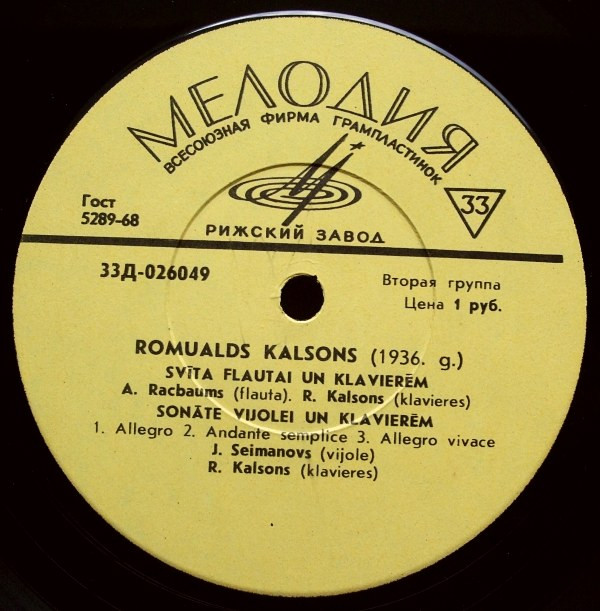 МЕЛОДИЯ
ВСЕСОЮЗНАЯ ФИРМА ГРАМПЛАСТИНОК
33
Гост
5289-68
РИЖСКИЙ ЗАВОД
33Д-026049
Вторая группа
Цена 1 руб.
ROMUALDS KALSONS (1936. g.)
SVĪTA FLAUTAI UN KLAVIERĒM
A. Racbaums (flauta). R. Kalsons (klavieres)
SONĀTE VIJOLEI UN KLAVIERĒM
1. Allegro 2. Andante semplice 3. Allegro vivace
J. Seimanovs (vijole)
R. Kalsons (klavieres)